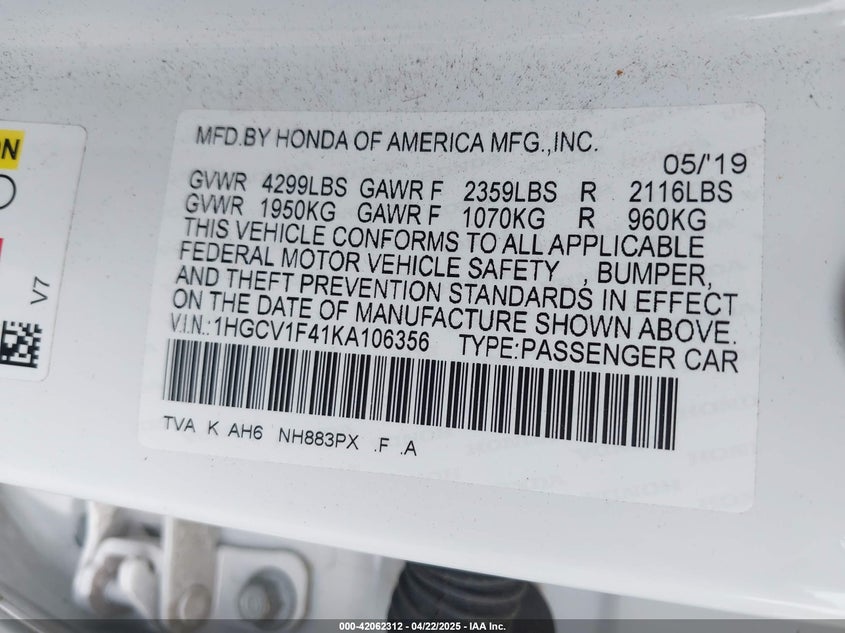 MFD.BY HONDA OF AMERICA MFG.,INC.
05/'19
GVWR 4299LBS GAWR F 2359LBS R 2116LBS
GVWR 1950KG GAWR F 1070KG R 960KG
THIS VEHICLE CONFORMS TO ALL APPLICABLE
FEDERAL MOTOR VEHICLE SAFETY , BUMPER,
AND THEFT PREVENTION STANDARDS IN EFFECT
ON THE DATE OF MANUFACTURE SHOWN ABOVE.
V.I.N.:1HGCV1F41KA106356 TYPE:PASSENGER CAR
TVA K AH6 NH883PX .F .A
V7
000-42062312 - 04/22/2025 - IAA Inc.